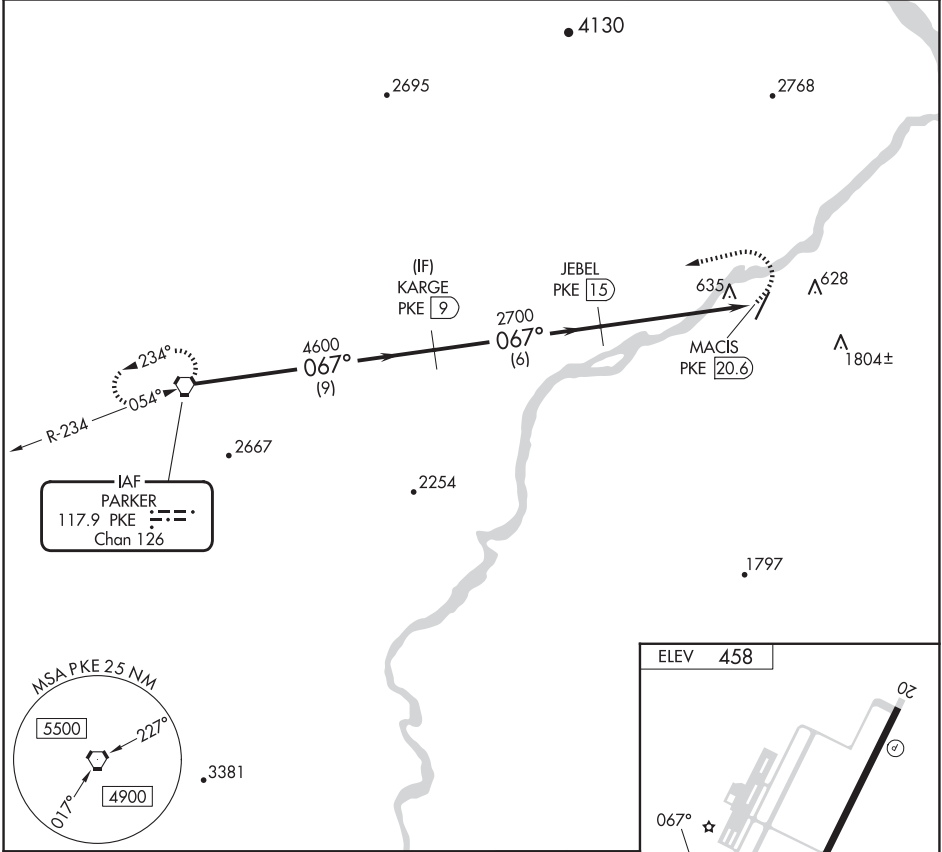 4130
2695
2768
(IF)
KARGE
PKE 9
JEBEL
PKE 15
635
628
4600
067°
(9)
2700
067°
(6)
MACIS
PKE 20.6
1804±
234°
054°
R-234
2667
2254
IAF
PARKER
117.9 PKE
Chan 126
1797
MSA PKE 25 NM
5500
227°
4900
017°
3381
ELEV 458
20
P
067°